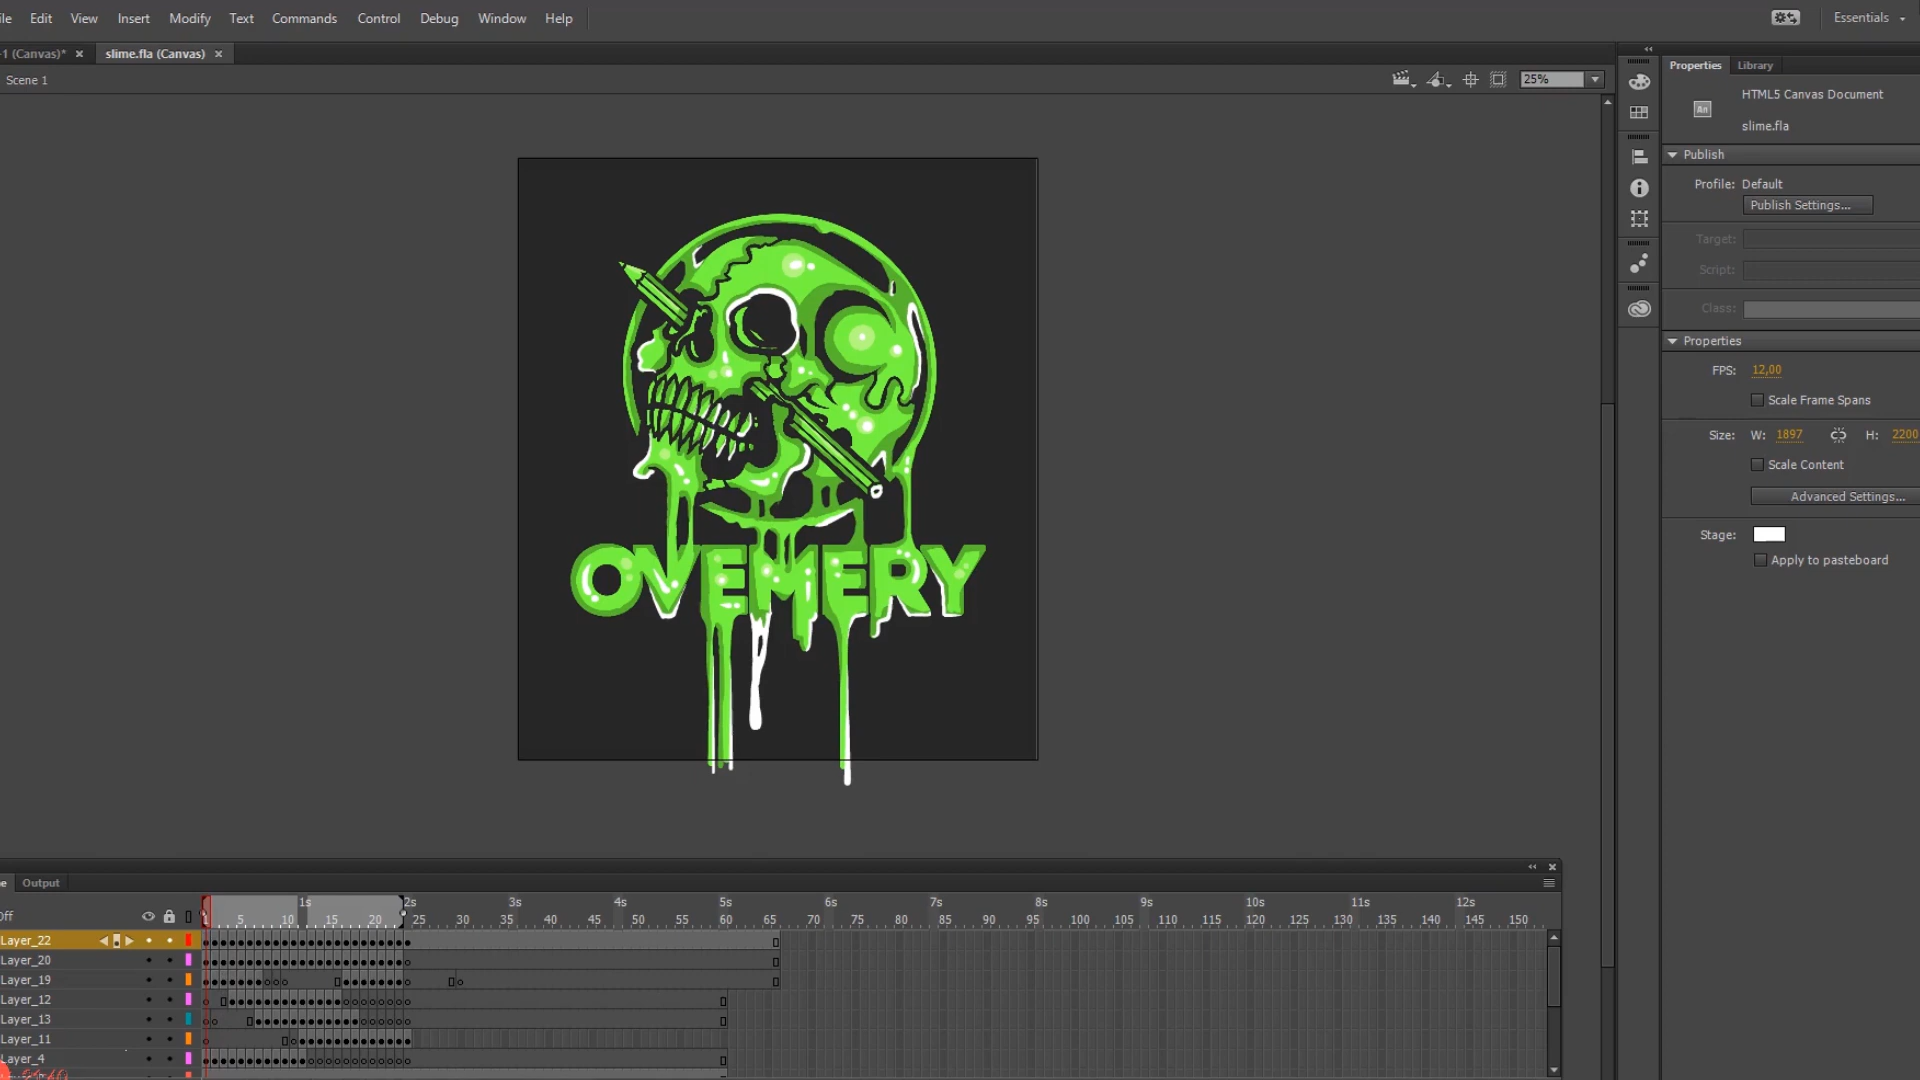 Edit View Insert Modify Text Commands Control Debug Window Help
Essentials
-1 (Canvas)* × slime.fla (Canvas) ×
Scene 1
25%
Properties Library
An
HTML5 Canvas Document
slime.fla
Publish
Profile: Default
Publish Settings...
Target:
Script:
Class:
Properties
FPS: 12,00
Scale Frame Spans
Size: W: 1897 H: 2200
Scale Content
Advanced Settings...
Stage:
Apply to pasteboard
OVEMERY
Output
1s 2s 3s 4s 5s 6s 7s 8s 9s 10s 11s 12s
1 5 10 15 20 25 30 35 40 45 50 55 60 65 70 75 80 85 90 95 100 105 110 115 120 125 130 135 140 145 150
Layer_22
Layer_20
Layer_19
Layer_12
Layer_13
Layer_11
Layer_4